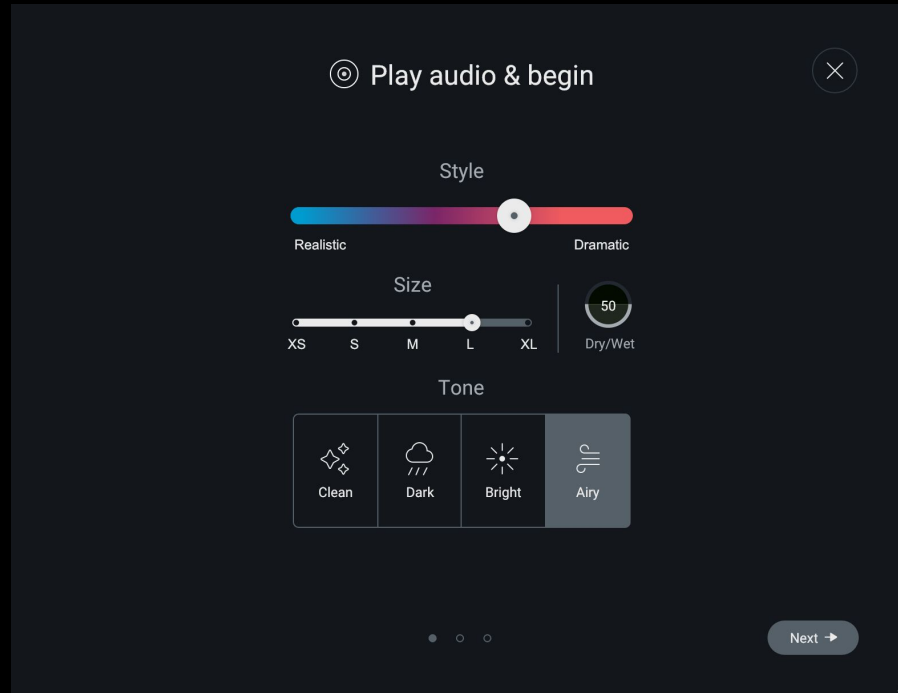 Play audio & begin
Style
Realistic Dramatic
Size
50
XS S M L XL
Dry/Wet
Tone
Clean Dark Bright Airy
Next